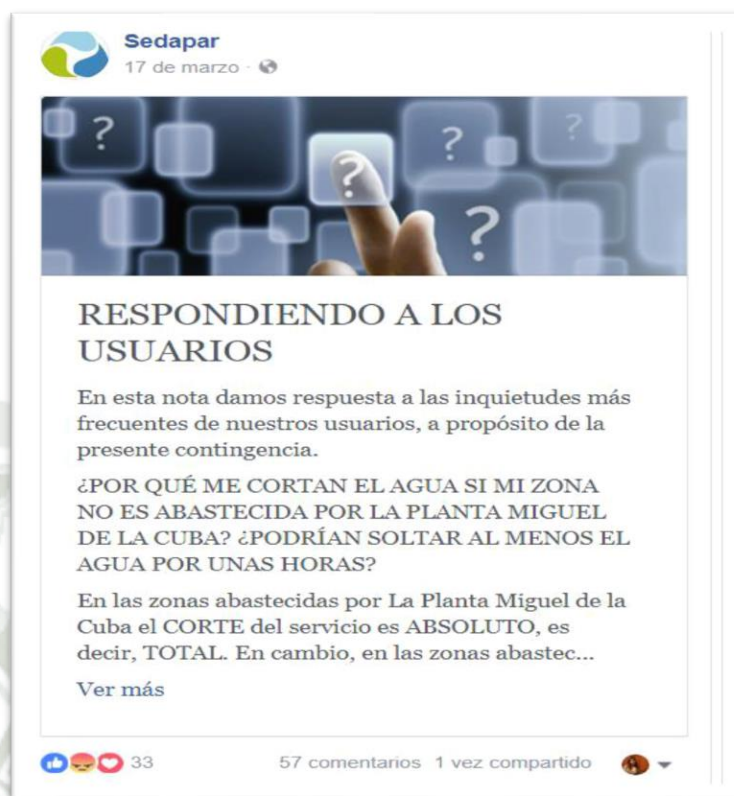 Sedapar
17 de marzo ·
? ? ? ? ?
RESPONDIENDO A LOS
USUARIOS
En esta nota damos respuesta a las inquietudes más
frecuentes de nuestros usuarios, a propósito de la
presente contingencia.
¿POR QUÉ ME CORTAN EL AGUA SI MI ZONA
NO ES ABASTECIDA POR LA PLANTA MIGUEL
DE LA CUBA? ¿PODRÍAN SOLTAR AL MENOS EL
AGUA POR UNAS HORAS?
En las zonas abastecidas por La Planta Miguel de la
Cuba el CORTE del servicio es ABSOLUTO, es
decir, TOTAL. En cambio, en las zonas abastec...
Ver más
33 57 comentarios 1 vez compartido